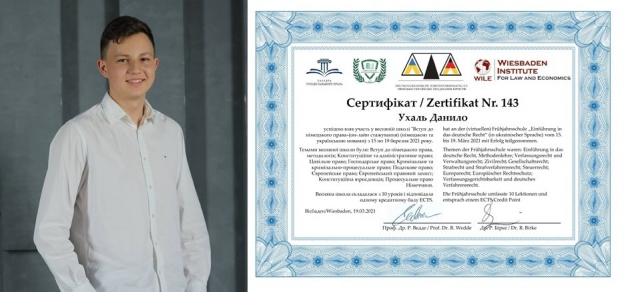 WIESBADEN
INSTITUTE
FOR LAW AND ECONOMICS
WILE
Сертифікат / Zertifikat Nr. 143
Ухаль Данило
успішно взяв участь у весняній школі "Вступ до
німецького права»(он-лайн стажування) (німецькою та
українською мовами) з 15 по 19 березня 2021 року.
hat an der (virtuellen) Frühjahrsschule „Einführung in
das deutsche Recht" (in ukrainischer Sprache) vom 15.
bis 19. März 2021 mit Erfolg teilgenommen.
Темами весняної школи були: Вступ до німецького права,
методологія; Конституційне та адміністративне право;
Цивільне право; Господарське право; Кримінальне та
кримінально-процесуальне право; Податкове право;
Європейське право; Європейський правовий захист;
Конституційна юрисдикція; Процесуальне право
Німеччини.
Themen der Frühjahrsschule waren: Einführung in das
deutsche Recht, Methodenlehre; Verfassungsrecht und
Verwaltungsrecht; Zivilrecht; Gesellschaftsrecht;
Strafrecht und Strafverfahrensrecht; Steuerrecht;
Europarecht; Europäischer Rechtsschutz;
Verfassungsgerichtsbarkeit und deutsches
Verfahrensrecht.
Весняна школа складалася з 10 уроків і відповідала
одному кредитному балу ECTS.
Die Frühjahrsschule umfasste 10 Lektionen und
entsprach einem ECTS-Credit Point
Вісбаден/Wiesbaden, 19.03.2021
Проф. Др. Р. Ведде / Prof. Dr. R. Wedde
Др. Р. Бірке / Dr. R. Birke